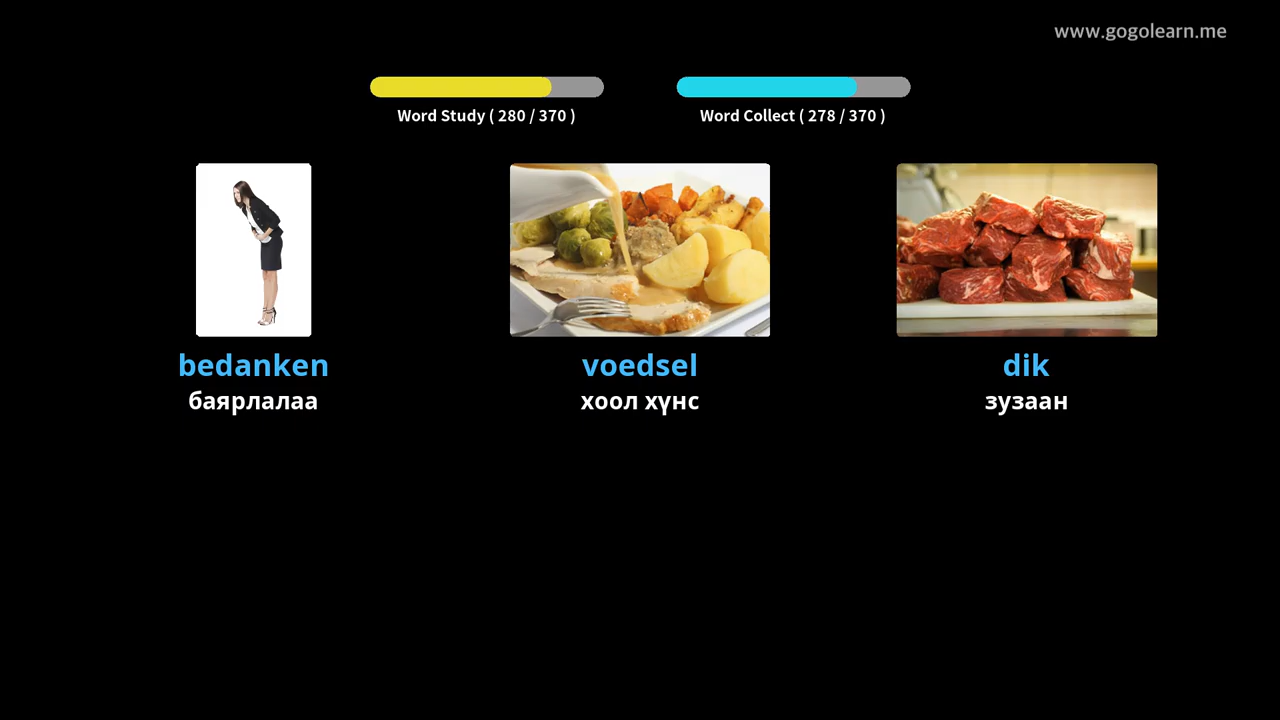 www.gogolearn.me
Word Study ( 280 / 370 )
Word Collect ( 278 / 370 )
bedanken
баярлалаа
voedsel
хоол хүнс
dik
зузаан